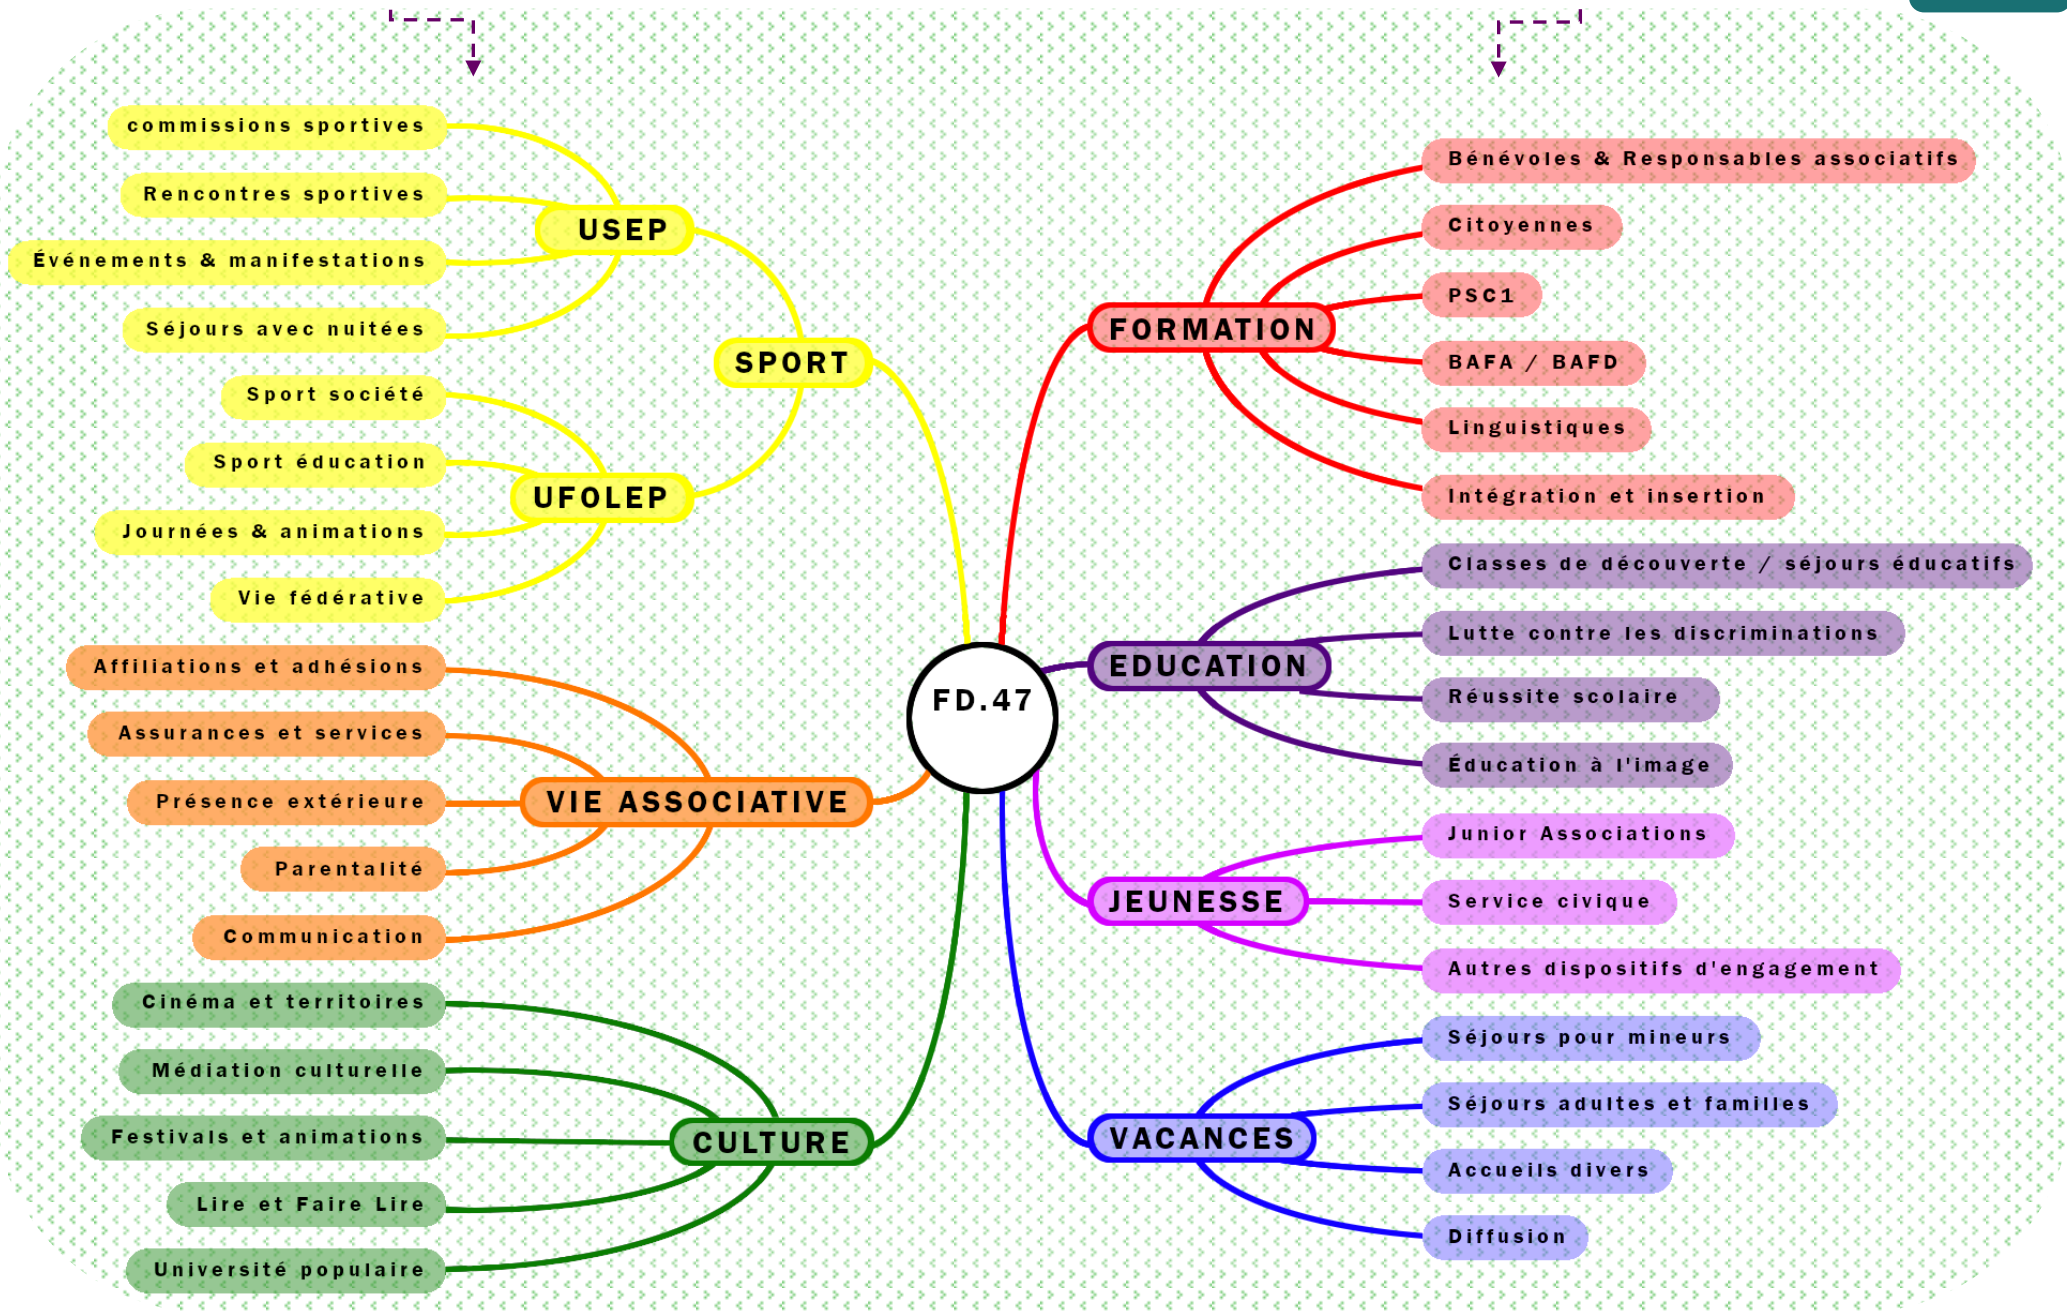 commissions sportives
Rencontres sportives
Événements & manifestations
Séjours avec nuitées
USEP
Sport société
Sport éducation
Journées & animations
Vie fédérative
UFOLEP
SPORT
Affiliations et adhésions
Assurances et services
Présence extérieure
Parentalité
Communication
VIE ASSOCIATIVE
Cinéma et territoires
Médiation culturelle
Festivals et animations
Lire et Faire Lire
Université populaire
CULTURE
FD.47
FORMATION
Bénévoles & Responsables associatifs
Citoyennes
PSC1
BAFA / BAFD
Linguistiques
Intégration et insertion
EDUCATION
Classes de découverte / séjours éducatifs
Lutte contre les discriminations
Réussite scolaire
Éducation à l'image
JEUNESSE
Junior Associations
Service civique
Autres dispositifs d'engagement
VACANCES
Séjours pour mineurs
Séjours adultes et familles
Accueils divers
Diffusion